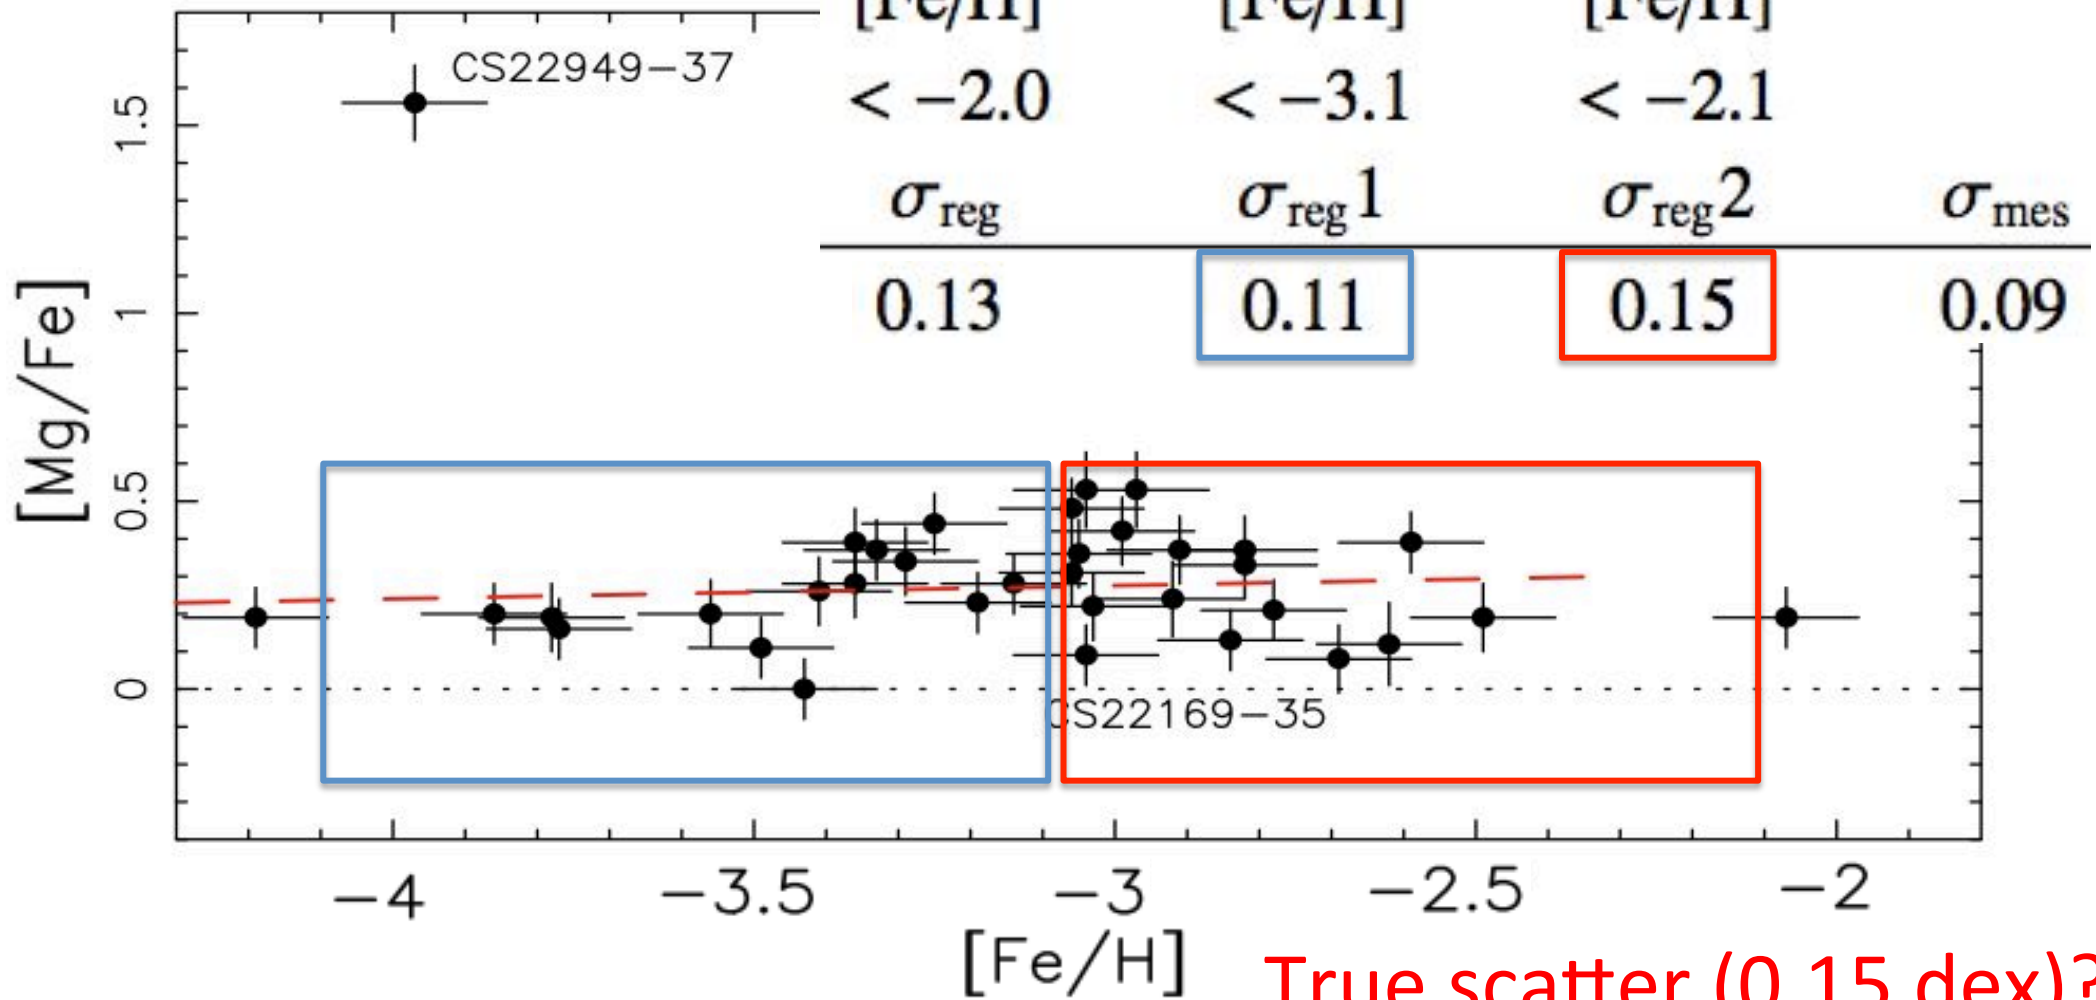 [Fe/H] [Fe/H] [Fe/H]
< −2.0 < −3.1 < −2.1
σreg σreg1 σreg2 σmes
0.13 0.11 0.15 0.09
CS22949−37
CS22169−35
[Mg/Fe]
1.5
1
0.5
0
−4 −3.5 −3 −2.5 −2
[Fe/H]
True scatter (0.15 dex)?